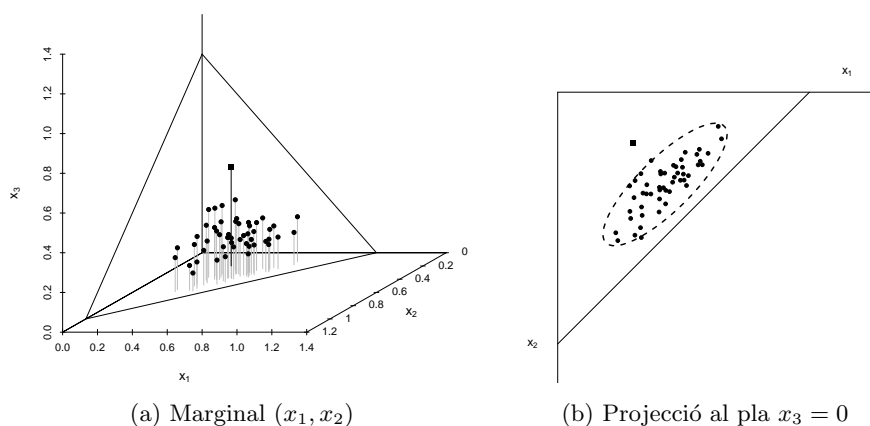 1.4
1.2
1.0
0.8
0.6
0.4
0.2
0.0
x3
0.0 0.2 0.4 0.6 0.8 1.0 1.2 1.4
x1
0
0.2
0.4
0.6
0.8
1
1.2
x2
(a) Marginal (x1, x2)
x1
x2
(b) Projecció al pla x3 = 0